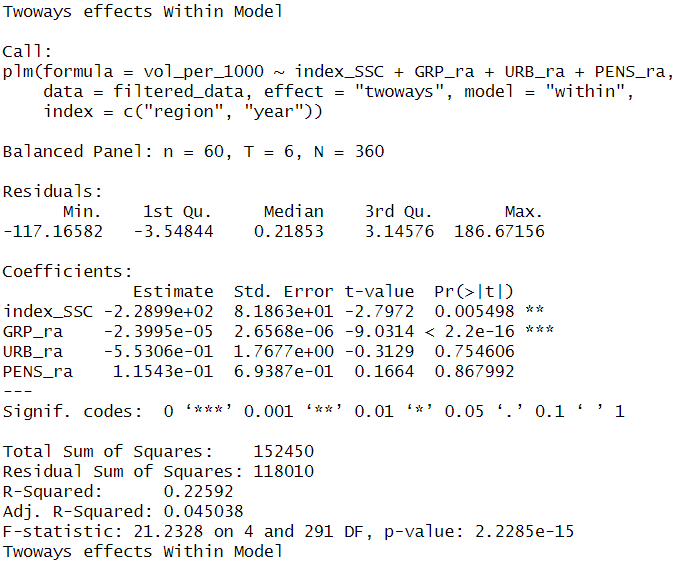 Twoways effects Within Model
Call:
plm(formula = vol_per_1000 ~ index_SSC + GRP_ra + URB_ra + PENS_ra,
    data = filtered_data, effect = "twoways", model = "within",
    index = c("region", "year"))
Balanced Panel: n = 60, T = 6, N = 360
Residuals:
      Min.    1st Qu.     Median    3rd Qu.       Max.
-117.16582   -3.54844    0.21853    3.14576  186.67156
Coefficients:
             Estimate  Std. Error t-value  Pr(>|t|)
index_SSC -2.2899e+02  8.1863e+01 -2.7972  0.005498 **
GRP_ra    -2.3995e-05  2.6568e-06 -9.0314 < 2.2e-16 ***
URB_ra    -5.5306e-01  1.7677e+00 -0.3129  0.754606
PENS_ra    1.1543e-01  6.9387e-01  0.1664  0.867992
---
Signif. codes:  0 ‘***’ 0.001 ‘**’ 0.01 ‘*’ 0.05 ‘.’ 0.1 ‘ ’ 1
Total Sum of Squares:    152450
Residual Sum of Squares: 118010
R-Squared:      0.22592
Adj. R-Squared: 0.045038
F-statistic: 21.2328 on 4 and 291 DF, p-value: 2.2285e-15
Twoways effects Within Model